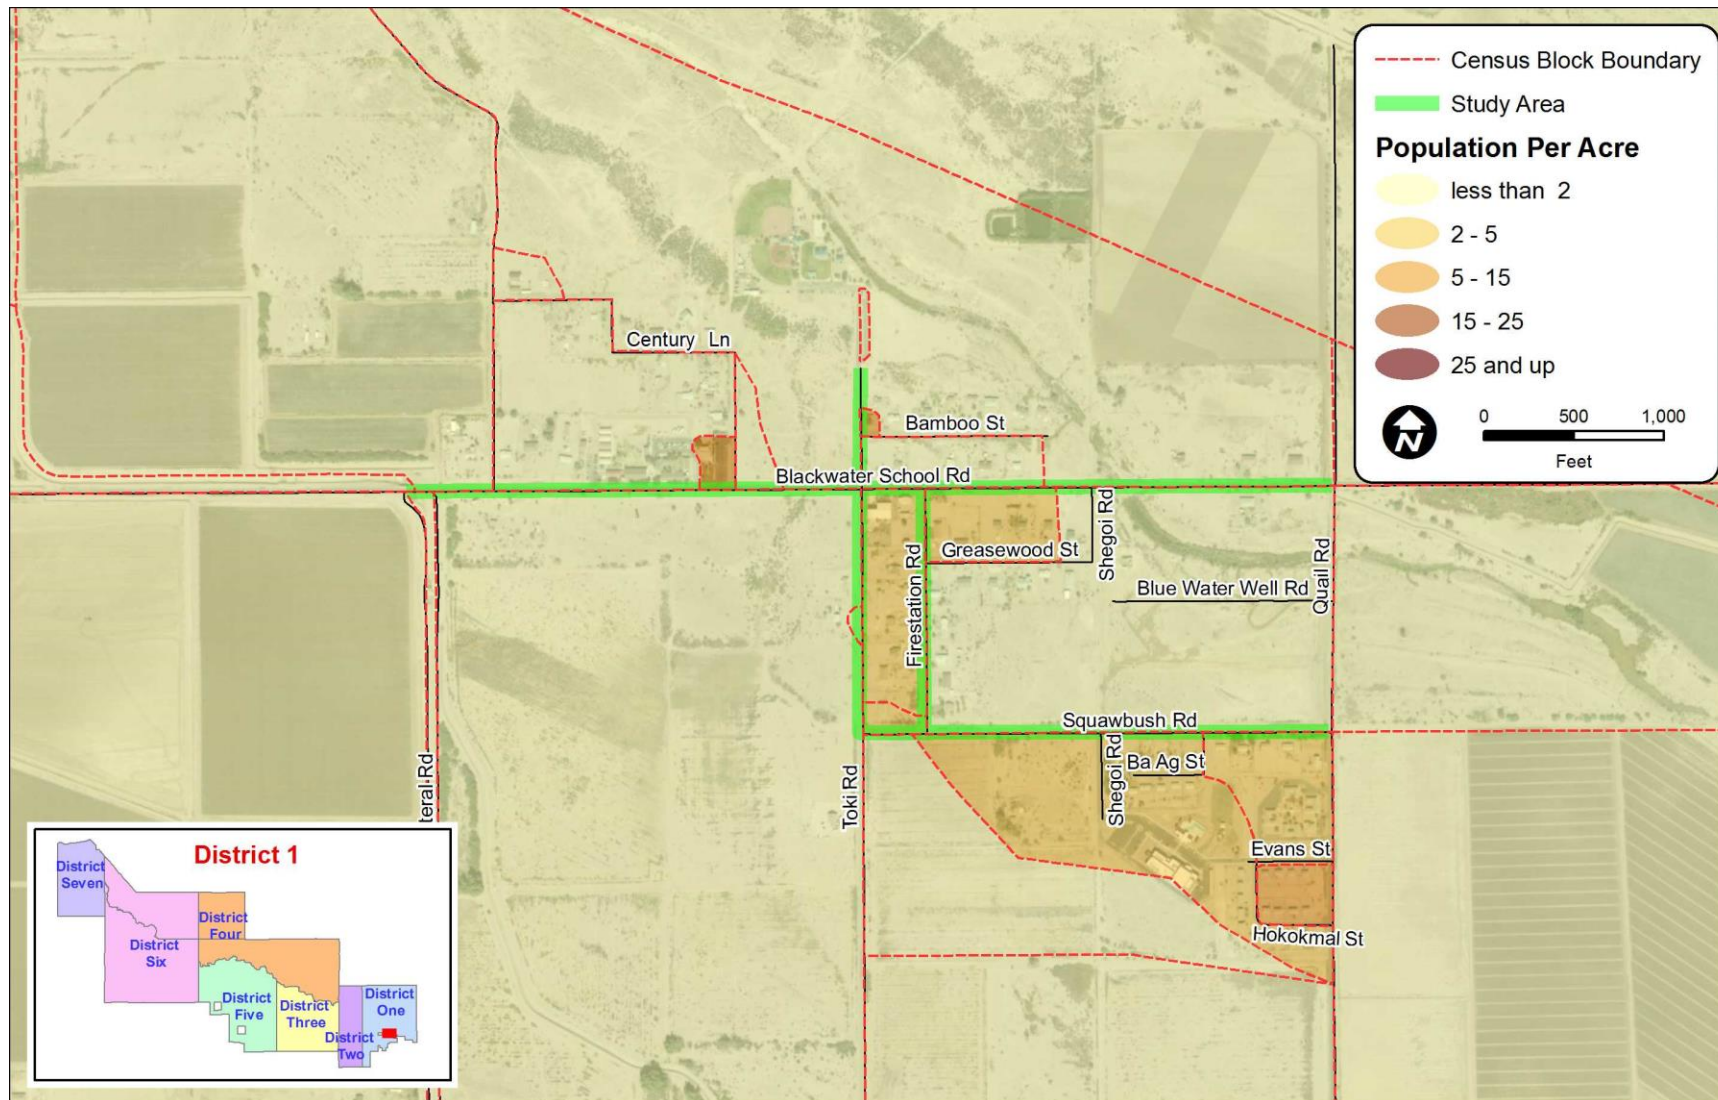 Census Block Boundary
Study Area
Population Per Acre
less than 2
2 - 5
5 - 15
15 - 25
25 and up
N
0 500 1,000
Feet
Century Ln
Bamboo St
Blackwater School Rd
Shegoi Rd
Greasewood St
Firestation Rd
Blue Water Well Rd
Quail Rd
Squawbush Rd
Shegoi Rd
Ba Ag St
Toki Rd
teral Rd
Evans St
Hokokmal St
District 1
District
Seven
District
Four
District
Six
District
Five
District
Three
District
One
District
Two